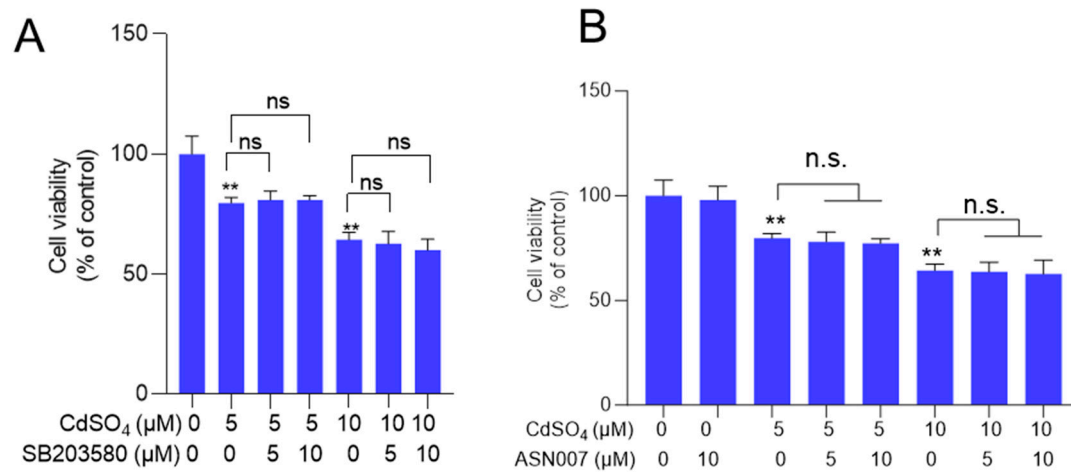 A
150
100
50
0
Cell viability
(% of control)
ns
ns
ns
ns
**
**
CdSO4 (μM) 0 5 5 5 10 10 10
SB203580 (μM) 0 0 5 10 0 5 10
B
150
100
50
0
Cell viability
(% of control)
n.s.
n.s.
**
**
CdSO4 (μM) 0 0 5 5 5 10 10 10
ASN007 (μM) 0 10 0 5 10 0 5 10